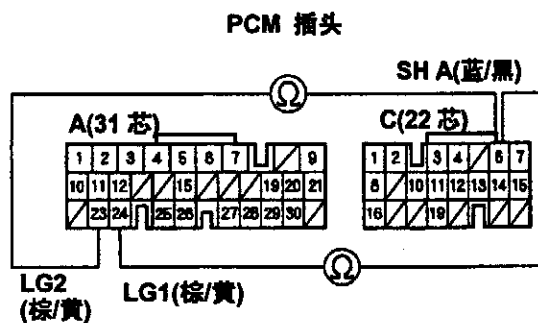 PCM 插头
SH A(蓝/黑)
Ω
A(31 芯)
C(22 芯)
1 2 3 4 5 6 7 9
10 11 12 15 19 20 21
23 24 25 26 27 28 29 30
1 2 3 4 6 7
8 10 11 12 13 14 15
16 19
Ω
LG2
(棕/黄)
LG1(棕/黄)